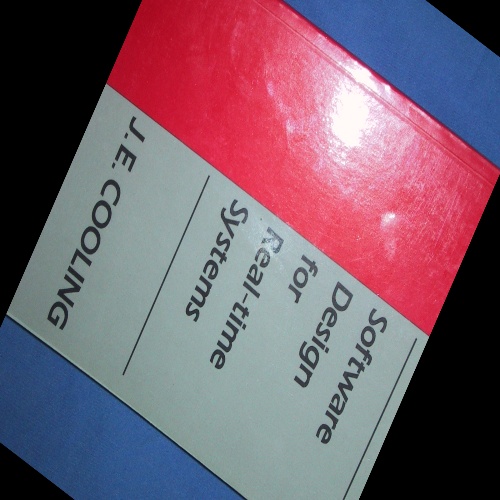 Software
Design
for
Real-time
Systems
J.E. COOLING